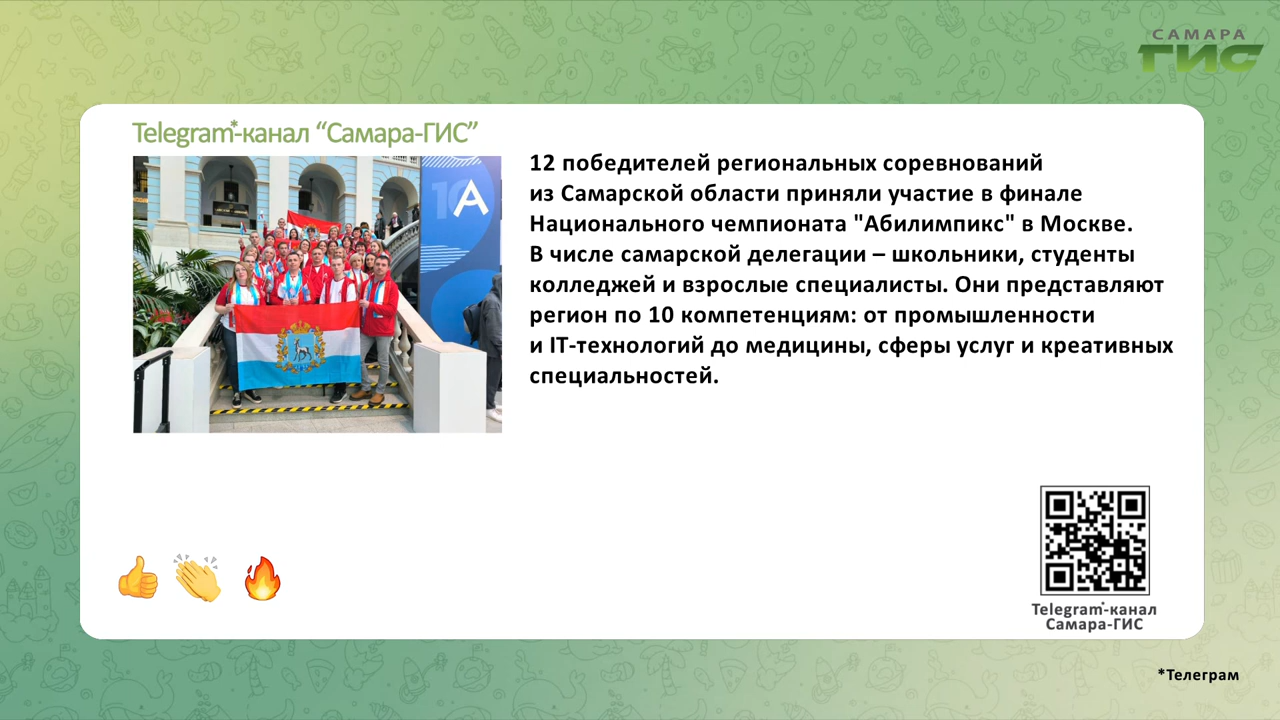 САМАРА
ГИС
Telegram*-канал “Самара-ГИС”
12 победителей региональных соревнований
из Самарской области приняли участие в финале
Национального чемпионата "Абилимпикс" в Москве.
В числе самарской делегации – школьники, студенты
колледжей и взрослые специалисты. Они представляют
регион по 10 компетенциям: от промышленности
и IT-технологий до медицины, сферы услуг и креативных
специальностей.
Telegram*-канал
Самара-ГИС
*Телеграм